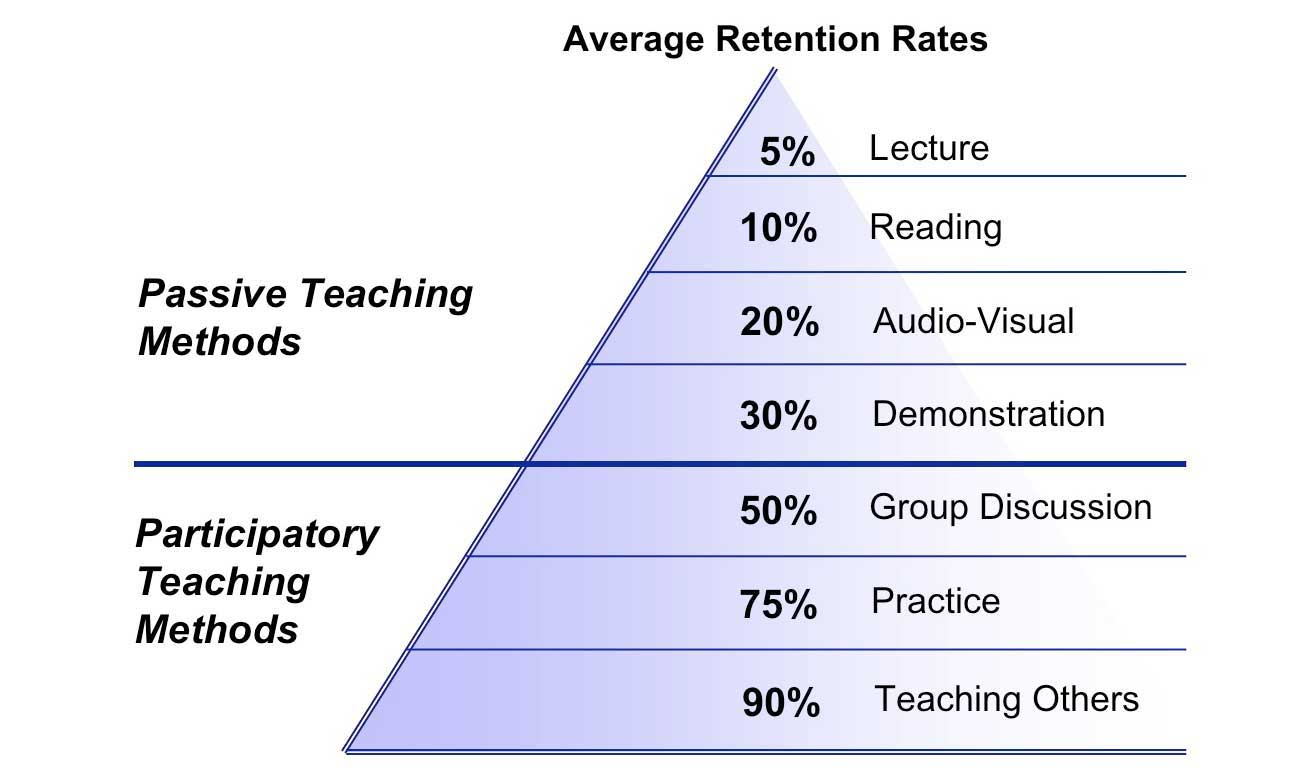 Average Retention Rates
5% Lecture
10% Reading
20% Audio-Visual
30% Demonstration
Passive Teaching
Methods
50% Group Discussion
75% Practice
90% Teaching Others
Participatory
Teaching
Methods